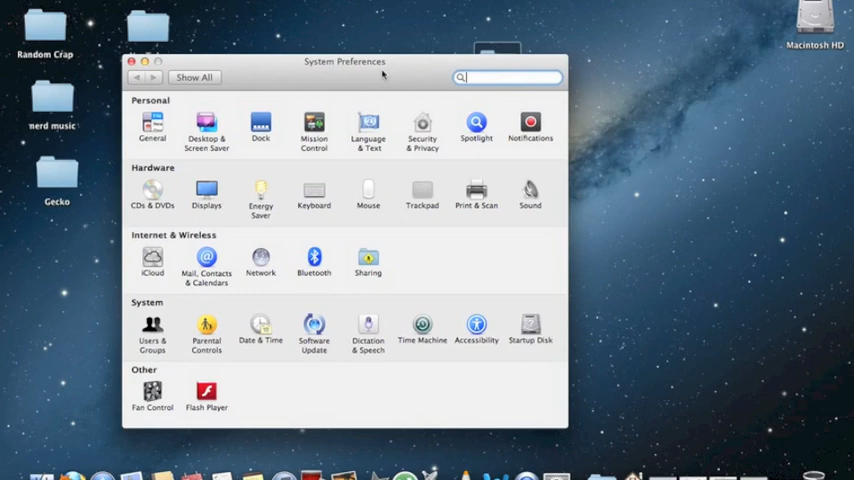 Random Crap
Macintosh HD
System Preferences
Show All
Personal
General
Desktop &
Screen Saver
Dock
Mission
Control
Language
& Text
Security
& Privacy
Spotlight
Notifications
nerd music
Hardware
CDs & DVDs
Displays
Energy
Saver
Keyboard
Mouse
Trackpad
Print & Scan
Sound
Gecko
Internet & Wireless
iCloud
Mail, Contacts
& Calendars
Network
Bluetooth
Sharing
System
Users &
Groups
Parental
Controls
Date & Time
Software
Update
Dictation
& Speech
Time Machine
Accessibility
Startup Disk
Other
Fan Control
Flash Player